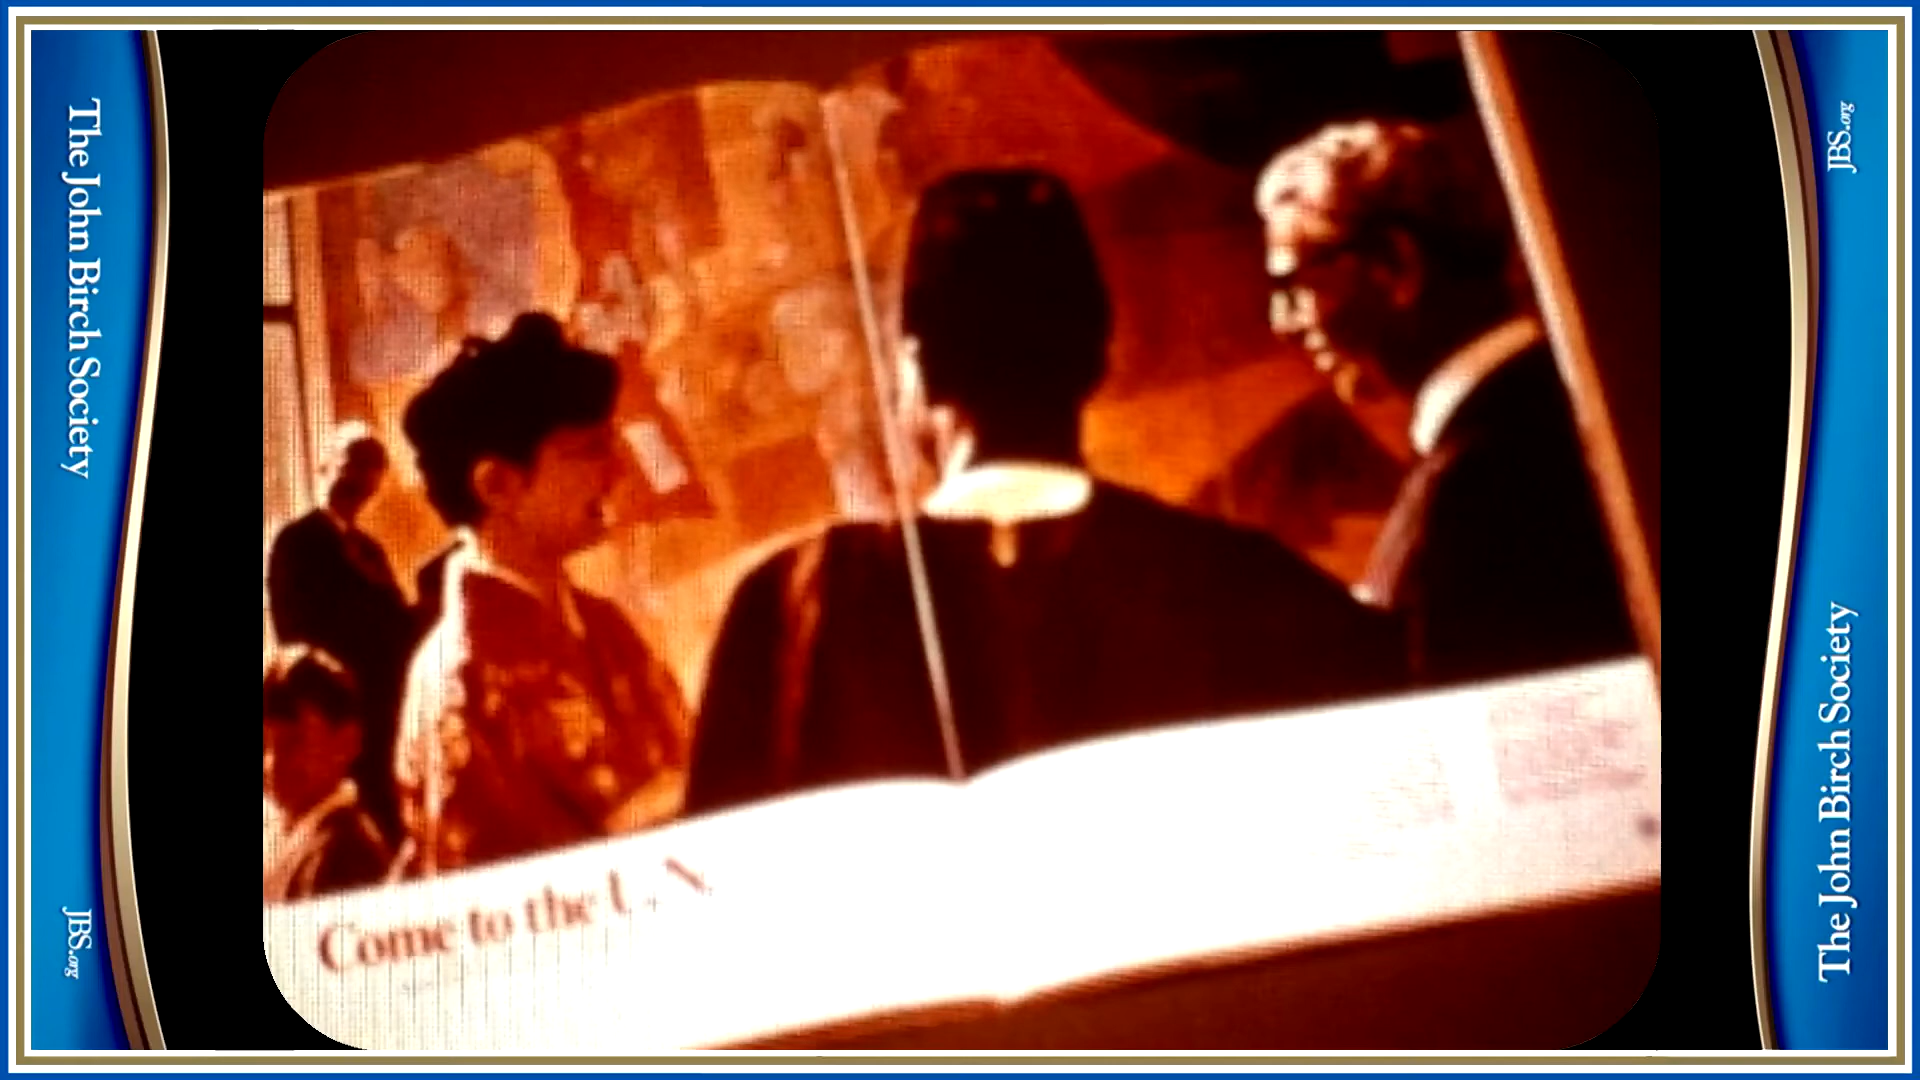 The John Birch Society
JBS.org
Come to the U.N.
JBS.org
The John Birch Society